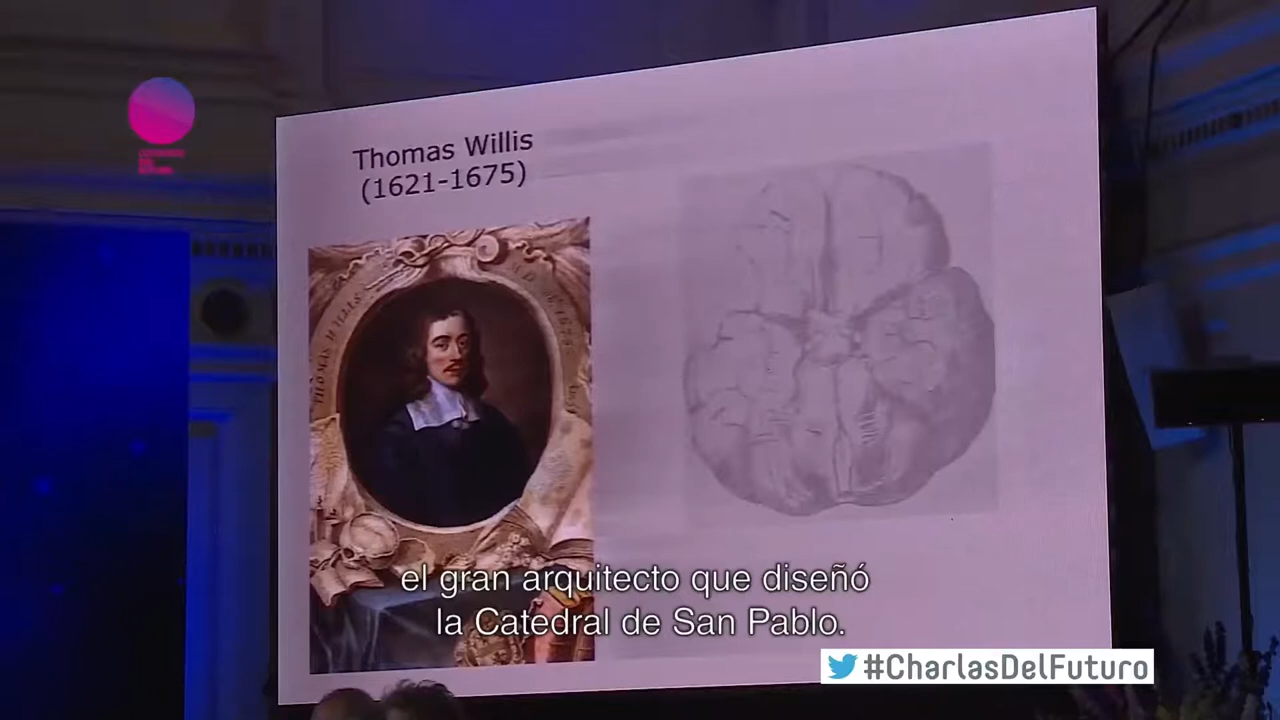 Thomas Willis
(1621-1675)
el gran arquitecto que diseñó
la Catedral de San Pablo.
#CharlasDelFuturo